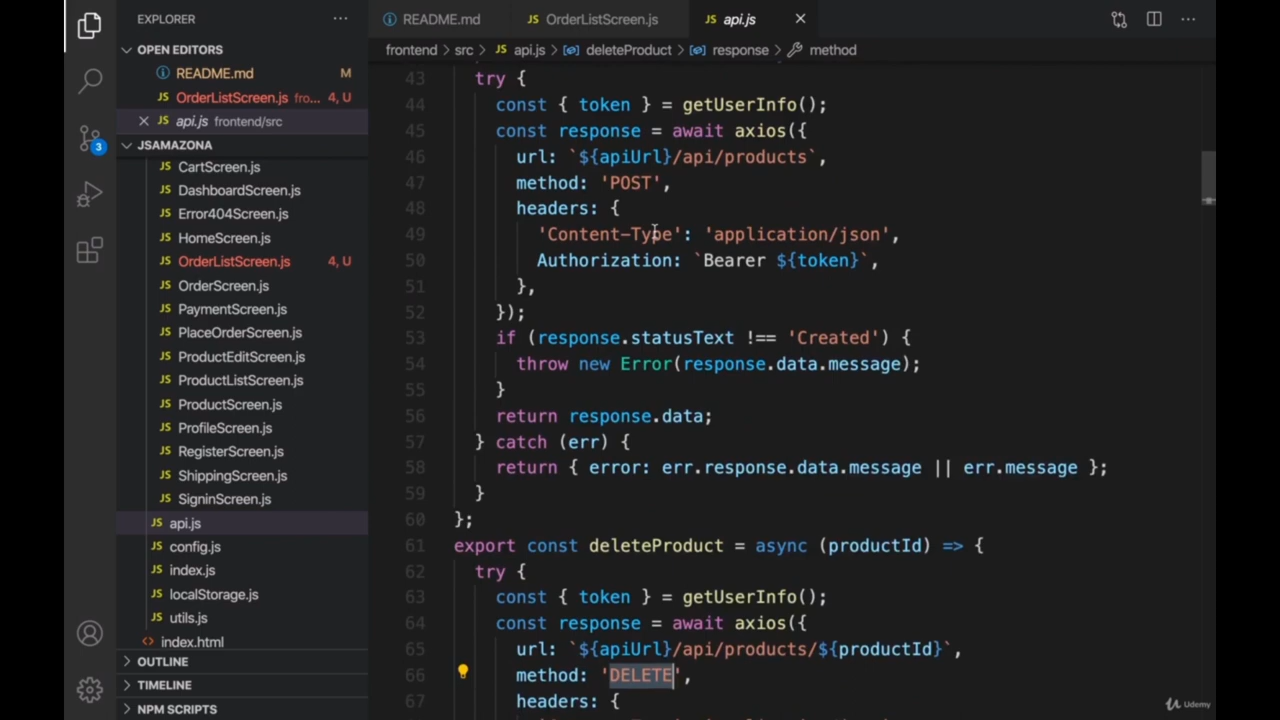 EXPLORER
README.md
OrderListScreen.js
api.js
OPEN EDITORS
README.md M
OrderListScreen.js fro... 4, U
api.js frontend/src
3
JSAMAZONA
CartScreen.js
DashboardScreen.js
Error404Screen.js
HomeScreen.js
OrderListScreen.js 4, U
OrderScreen.js
PaymentScreen.js
PlaceOrderScreen.js
ProductEditScreen.js
ProductListScreen.js
ProductScreen.js
ProfileScreen.js
RegisterScreen.js
ShippingScreen.js
SigninScreen.js
api.js
config.js
index.js
localStorage.js
utils.js
index.html
OUTLINE
TIMELINE
NPM SCRIPTS
frontend > src > JS api.js > deleteProduct > response > method
43 try {
44 const { token } = getUserInfo();
45 const response = await axios({
46 url: `${apiUrl}/api/products`,
47 method: 'POST',
48 headers: {
49 'Content-Type': 'application/json',
50 Authorization: `Bearer ${token}`,
51 },
52 });
53 if (response.statusText !== 'Created') {
54 throw new Error(response.data.message);
55 }
56 return response.data;
57 } catch (err) {
58 return { error: err.response.data.message || err.message };
59 }
60 };
61 export const deleteProduct = async (productId) => {
62 try {
63 const { token } = getUserInfo();
64 const response = await axios({
65 url: `${apiUrl}/api/products/${productId}`,
66 method: 'DELETE',
67 headers: {
Udemy